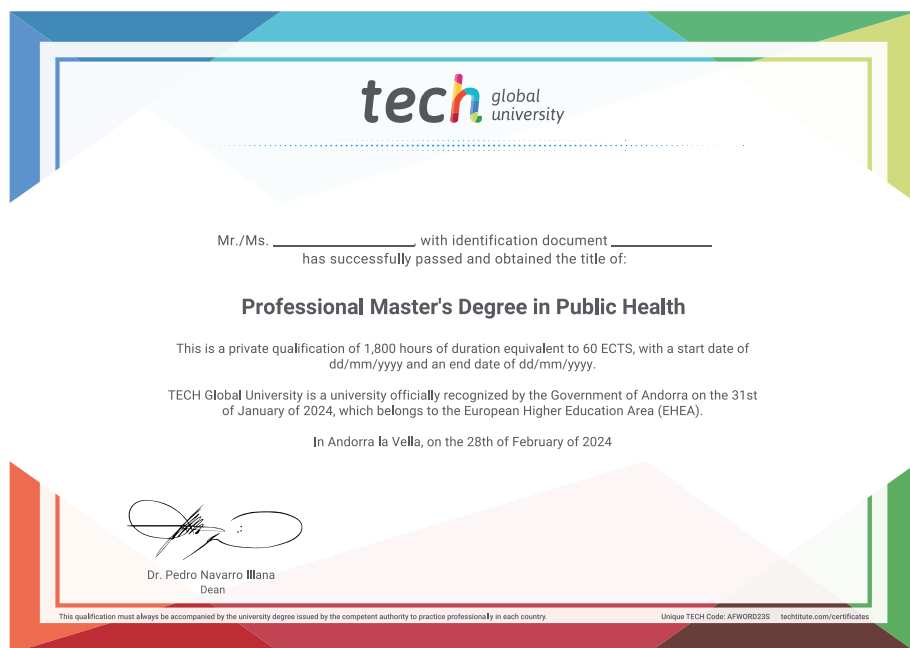 tech global
university
Mr./Ms. ____________________, with identification document ______________
has successfully passed and obtained the title of:
Professional Master's Degree in Public Health
This is a private qualification of 1,800 hours of duration equivalent to 60 ECTS, with a start date of
dd/mm/yyyy and an end date of dd/mm/yyyy.
TECH Global University is a university officially recognized by the Government of Andorra on the 31st
of January of 2024, which belongs to the European Higher Education Area (EHEA).
In Andorra la Vella, on the 28th of February of 2024
Dr. Pedro Navarro Illana
Dean
This qualification must always be accompanied by the university degree issued by the competent authority to practice professionally in each country.
Unique TECH Code: AFWORD23S techtitute.com/certificates